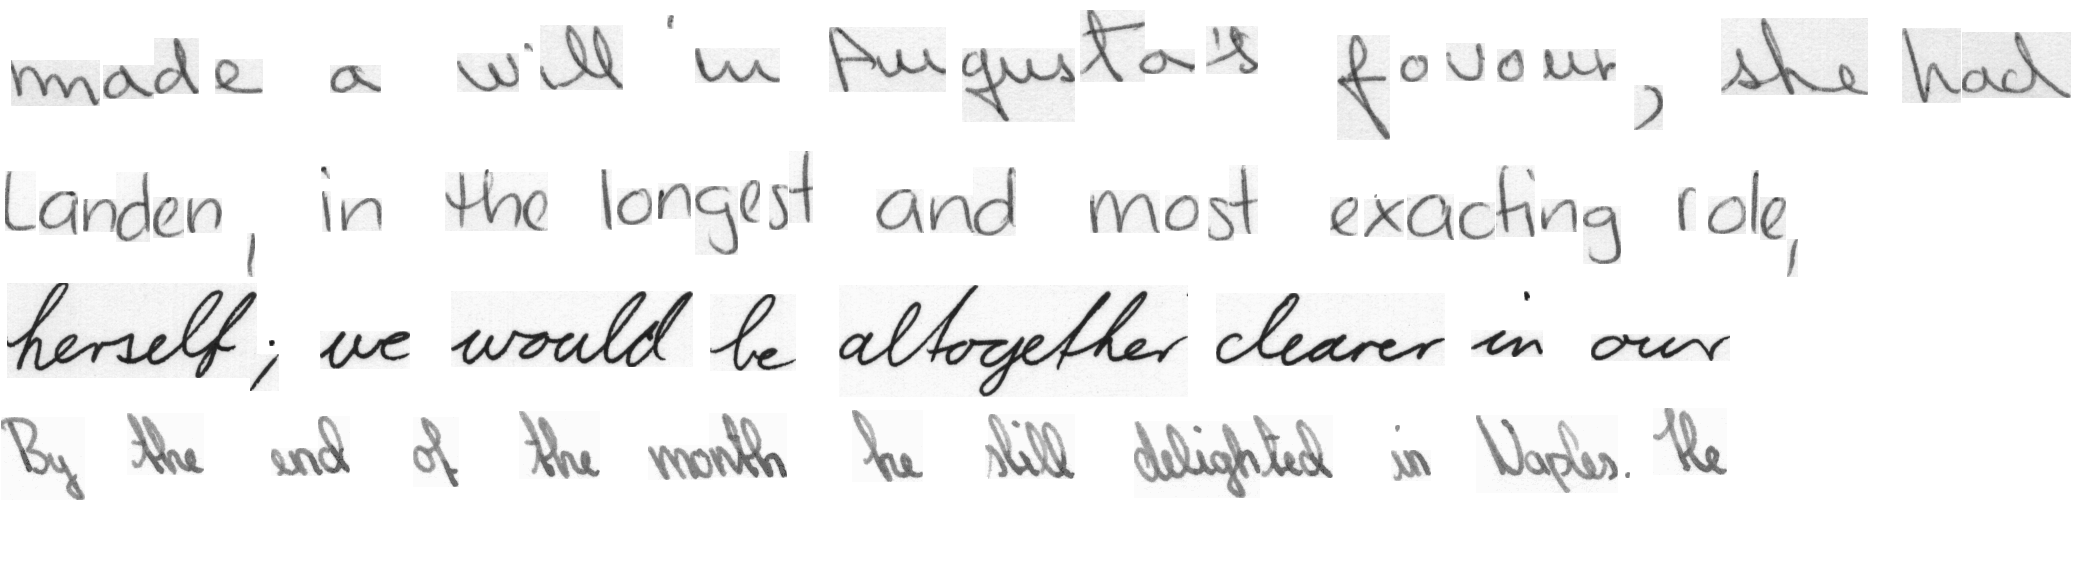 made a will in Augusta's favour, she had
Landen, in the longest and most exacting role,
herself; we would be altogether clearer in our
By the end of the month he still delighted in Naples. The